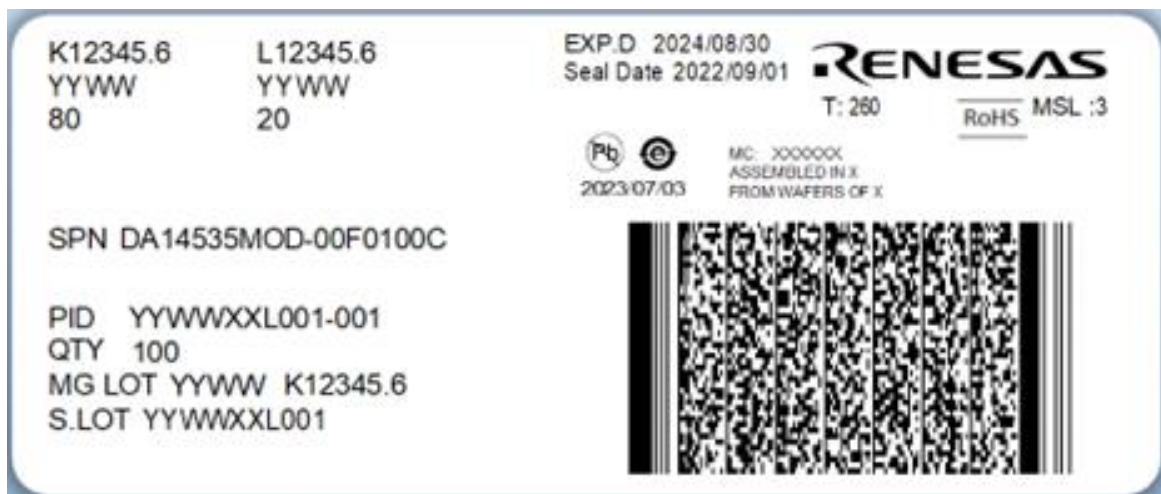 K12345.6 L12345.6
YYWW YYWW
80 20
EXP.D 2024/08/30
Seal Date 2022/09/01
RENESAS
T: 260 RoHS MSL :3
Pb e
2023/07/03
MC: XXXXXX
ASSEMBLED IN X
FROM WAFERS OF X
SPN DA14535MOD-00F0100C
PID YYWWXXL001-001
QTY 100
MG LOT YYWW K12345.6
S.LOT YYWWXXL001